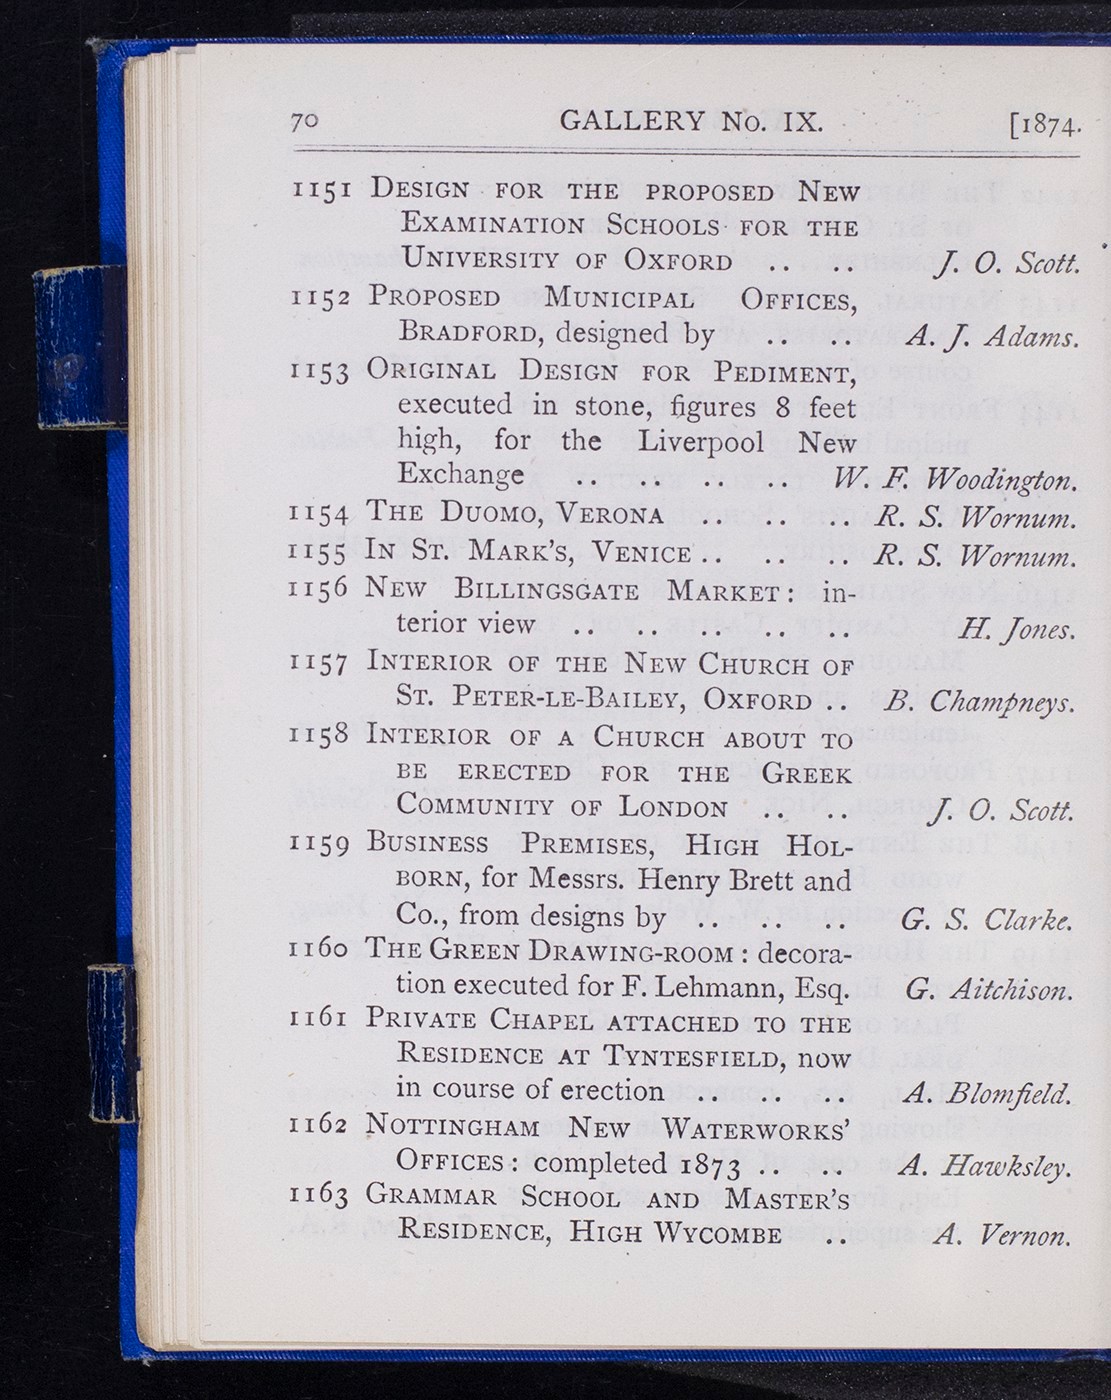 70 GALLERY No. IX. [1874.
1151 DESIGN FOR THE PROPOSED NEW
EXAMINATION SCHOOLS FOR THE
UNIVERSITY OF OXFORD .. .. J. O. Scott.
1152 PROPOSED MUNICIPAL OFFICES,
BRADFORD, designed by .. .. A. J. Adams.
1153 ORIGINAL DESIGN FOR PEDIMENT,
executed in stone, figures 8 feet
high, for the Liverpool New
Exchange .. .. .. .. W. F. Woodington.
1154 THE DUOMO, VERONA .. .. .. R. S. Wornum.
1155 IN ST. MARK'S, VENICE .. .. .. R. S. Wornum.
1156 NEW BILLINGSGATE MARKET: in-
terior view .. .. .. .. .. H. Jones.
1157 INTERIOR OF THE NEW CHURCH OF
ST. PETER-LE-BAILEY, OXFORD .. B. Champneys.
1158 INTERIOR OF A CHURCH ABOUT TO
BE ERECTED FOR THE GREEK
COMMUNITY OF LONDON .. .. J. O. Scott.
1159 BUSINESS PREMISES, HIGH HOL-
BORN, for Messrs. Henry Brett and
Co., from designs by .. .. .. G. S. Clarke.
1160 THE GREEN DRAWING-ROOM: decora-
tion executed for F. Lehmann, Esq. G. Aitchison.
1161 PRIVATE CHAPEL ATTACHED TO THE
RESIDENCE AT TYNTESFIELD, now
in course of erection .. .. .. A. Blomfield.
1162 NOTTINGHAM NEW WATERWORKS'
OFFICES: completed 1873 .. .. A. Hawksley.
1163 GRAMMAR SCHOOL AND MASTER'S
RESIDENCE, HIGH WYCOMBE .. A. Vernon.